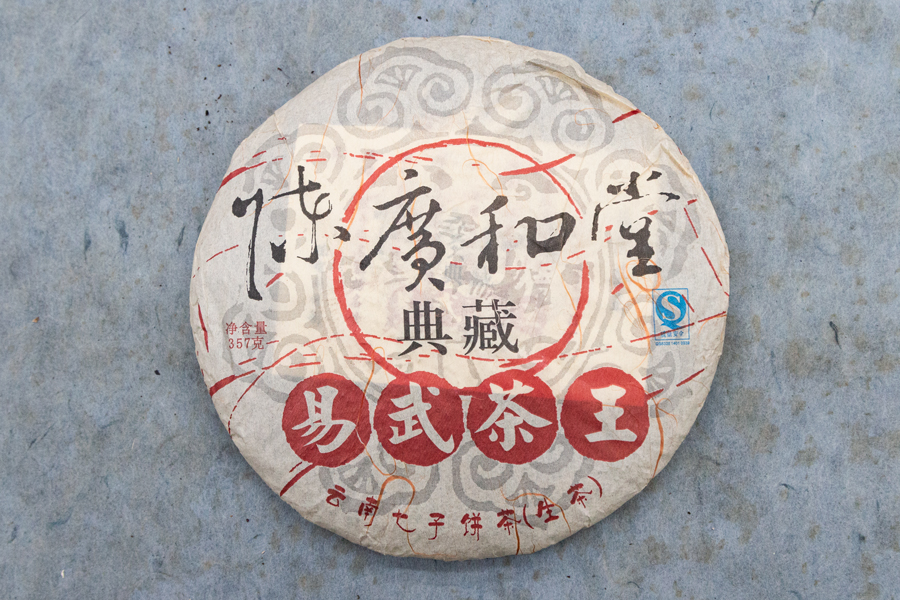 陈廣和堂
典藏
净含量
357克
易武茶王
云南七子饼茶(生茶)